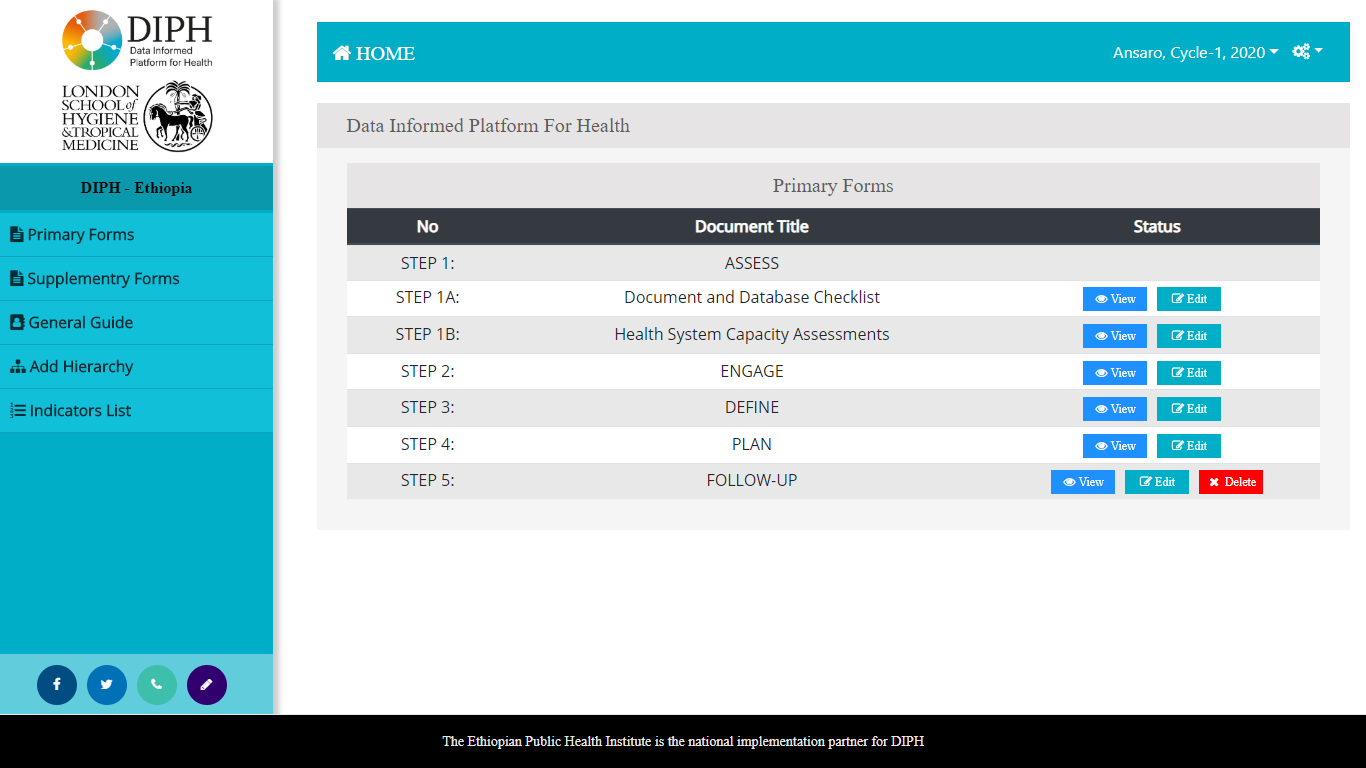 DIPH
Data Informed
Platform for Health
LONDON
SCHOOL of
HYGIENE
&TROPICAL
MEDICINE
DIPH - Ethiopia
Primary Forms
Supplementry Forms
General Guide
Add Hierarchy
Indicators List
HOME
Ansaro, Cycle-1, 2020
Data Informed Platform For Health
Primary Forms
No Document Title Status
STEP 1: ASSESS
STEP 1A: Document and Database Checklist View Edit
STEP 1B: Health System Capacity Assessments View Edit
STEP 2: ENGAGE View Edit
STEP 3: DEFINE View Edit
STEP 4: PLAN View Edit
STEP 5: FOLLOW-UP View Edit Delete
The Ethiopian Public Health Institute is the national implementation partner for DIPH